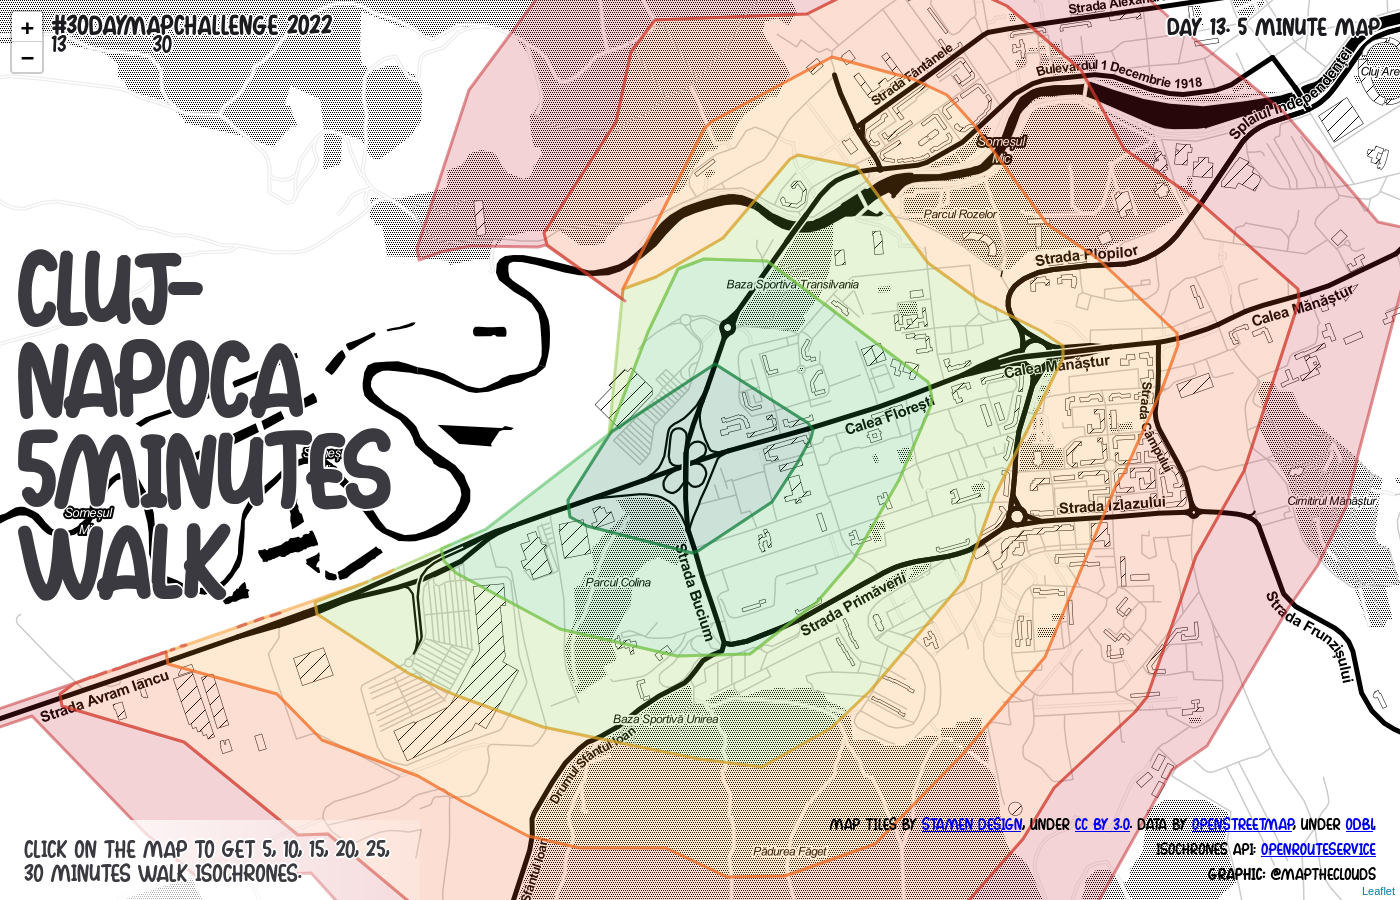 +
−
#30DAYMAPCHALLENGE 2022
13 30
DAY 13. 5 MINUTE MAP
Bulevardul 1 Decembrie 1918
Strada Fântânele
Splaiul Independenței
Someșul
Mic
Parcul Rozelor
Strada Plopilor
Baza Sportivă Transilvania
Calea Mănăștur
CLUJ-
NAPOCA
5MINUTES
WALK
Calea Mănăștur
Calea Florești
Strada Câmpului
Cimitirul Mănăștur
Strada Izlazului
Someșul
Strada Bucium
Parcul Colina
Strada Primăverii
Strada Frunzișului
Strada Avram Iancu
Baza Sportivă Unirea
Drumul Sfântul Ioan
Pădurea Făget
Sfântul Ioan
CLICK ON THE MAP TO GET 5, 10, 15, 20, 25,
30 MINUTES WALK ISOCHRONES.
MAP TILES BY STAMEN DESIGN, UNDER CC BY 3.0. DATA BY OPENSTREETMAP, UNDER ODBL
ISOCHRONES API: OPENROUTESERVICE
GRAPHIC: @MAPTHECLOUDS
Leaflet